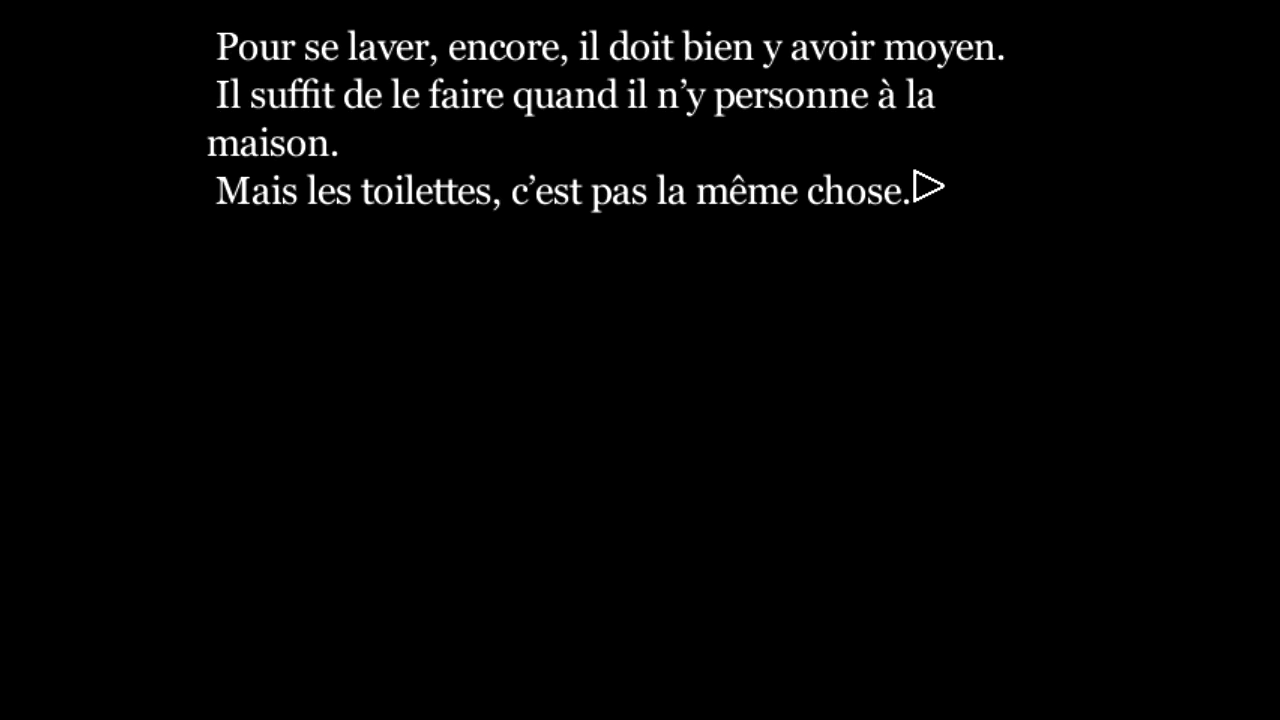 Pour se laver, encore, il doit bien y avoir moyen.
Il suffit de le faire quand il n’y personne à la
maison.
Mais les toilettes, c’est pas la même chose.